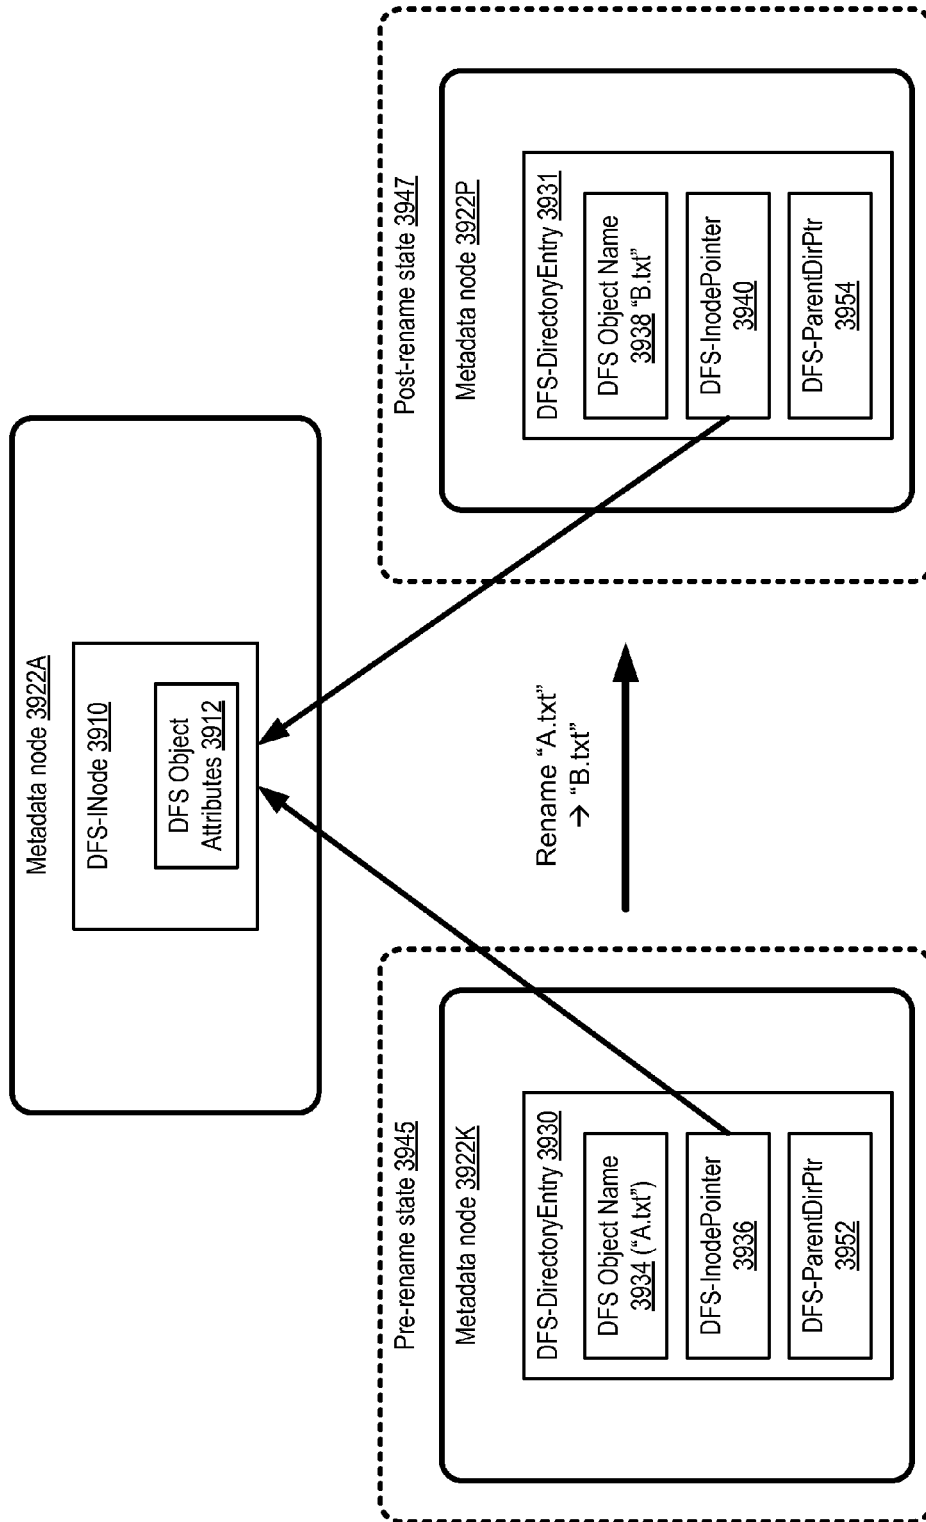 Metadata node 3922A
DFS-INode 3910
DFS Object
Attributes 3912
Pre-rename state 3945
Metadata node 3922K
DFS-DirectoryEntry 3930
DFS Object Name
3934 ("A.txt")
DFS-InodePointer
3936
DFS-ParentDirPtr
3952
Rename “A.txt”
→ “B.txt”
Post-rename state 3947
Metadata node 3922P
DFS-DirectoryEntry 3931
DFS Object Name
3938 “B.txt”
DFS-InodePointer
3940
DFS-ParentDirPtr
3954